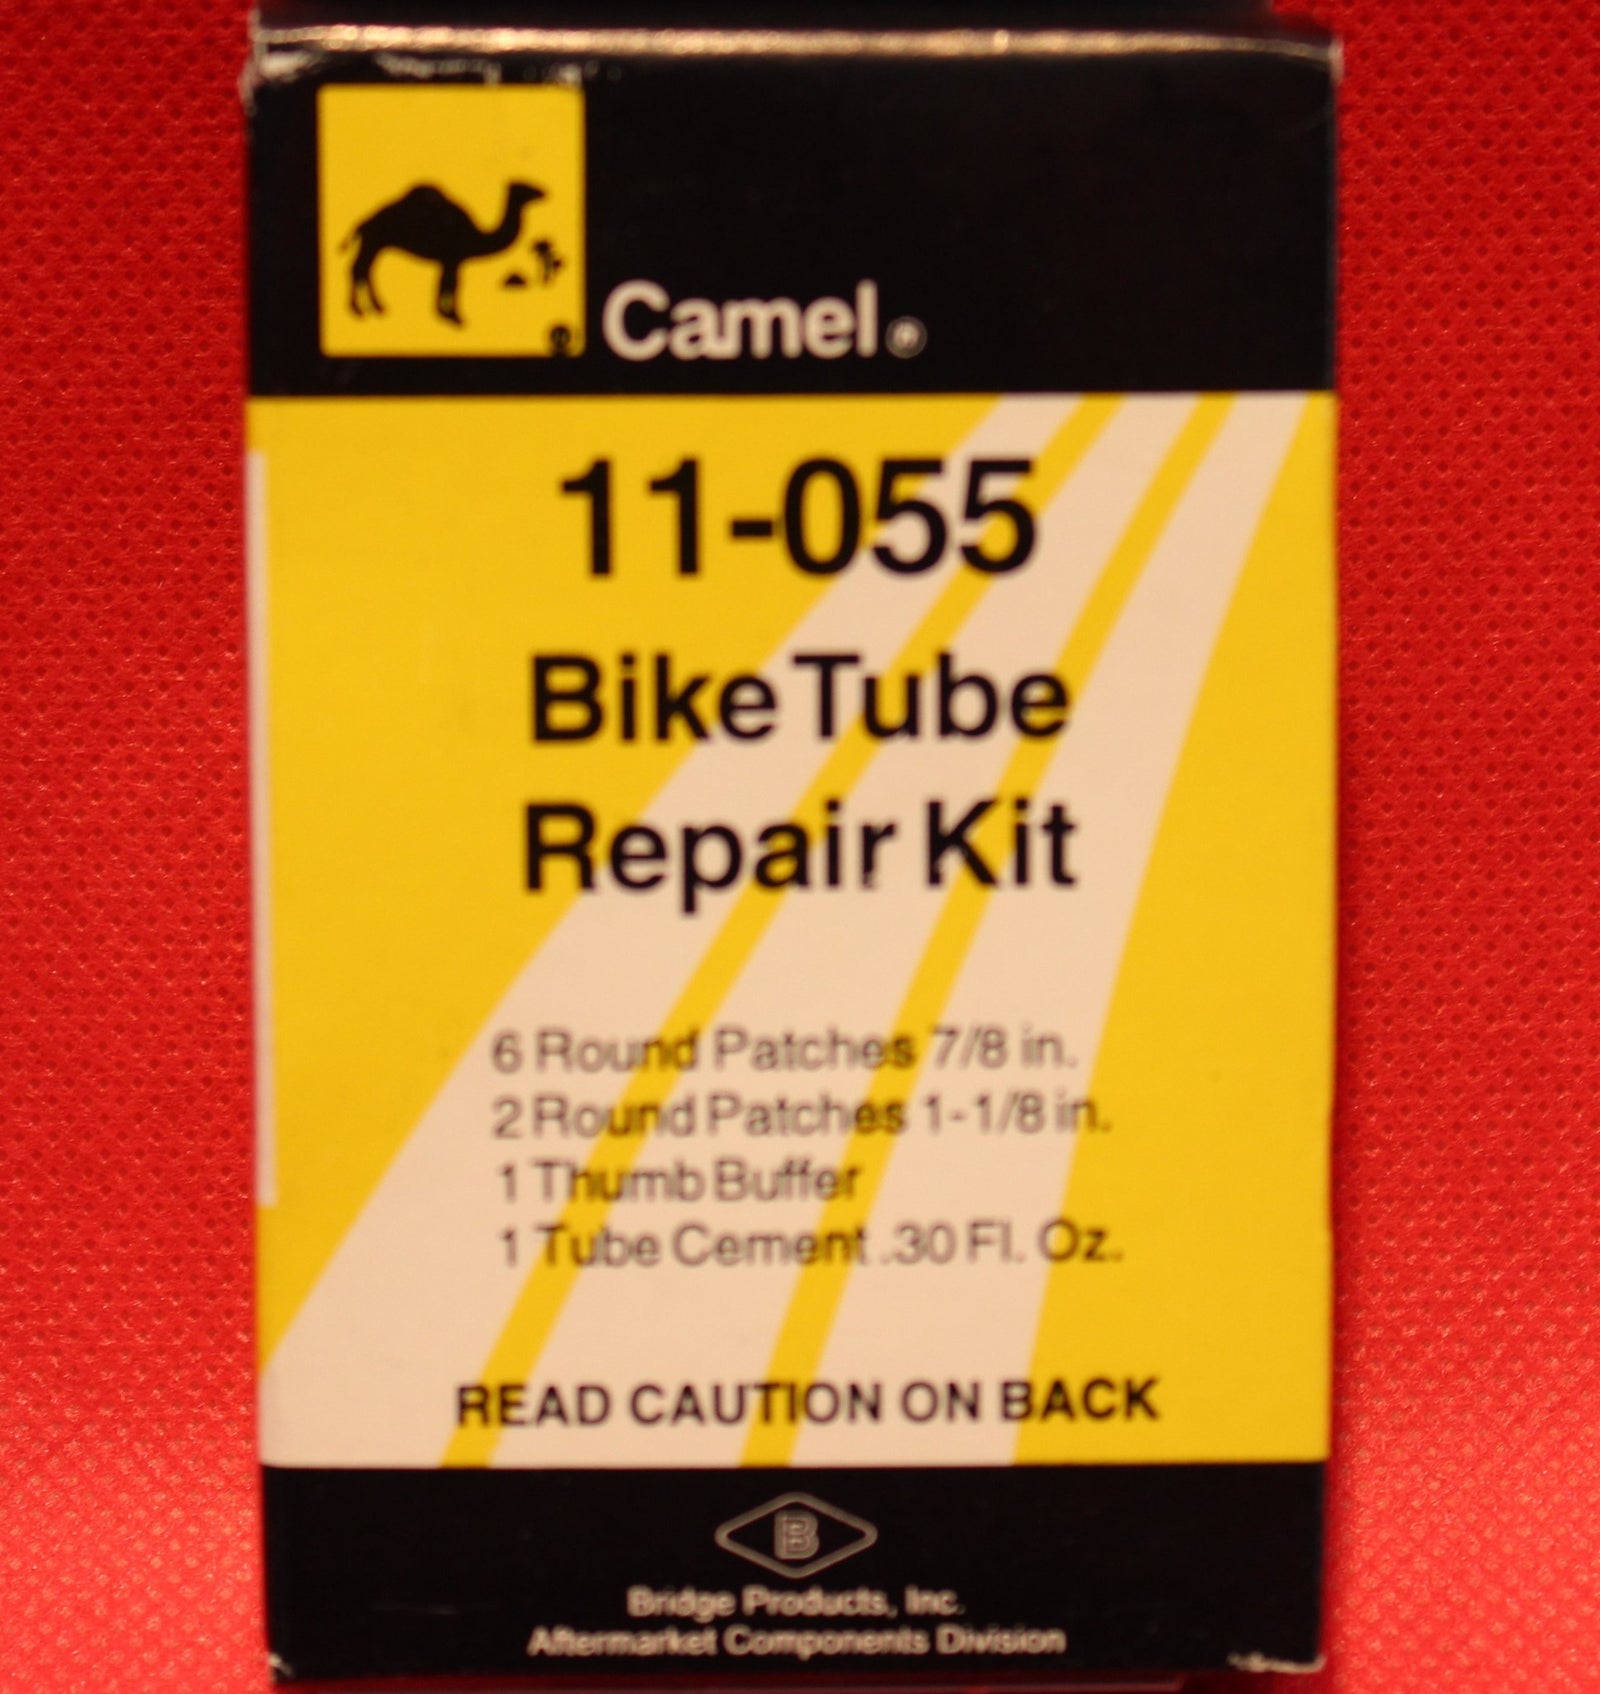 Camel®
11-055
Bike Tube
Repair Kit
6 Round Patches 7/8 in.
2 Round Patches 1-1/8 in.
1 Thumb Buffer
1 Tube Cement .30 Fl. Oz.
READ CAUTION ON BACK
B
Bridge Products, Inc.
Aftermarket Components Division